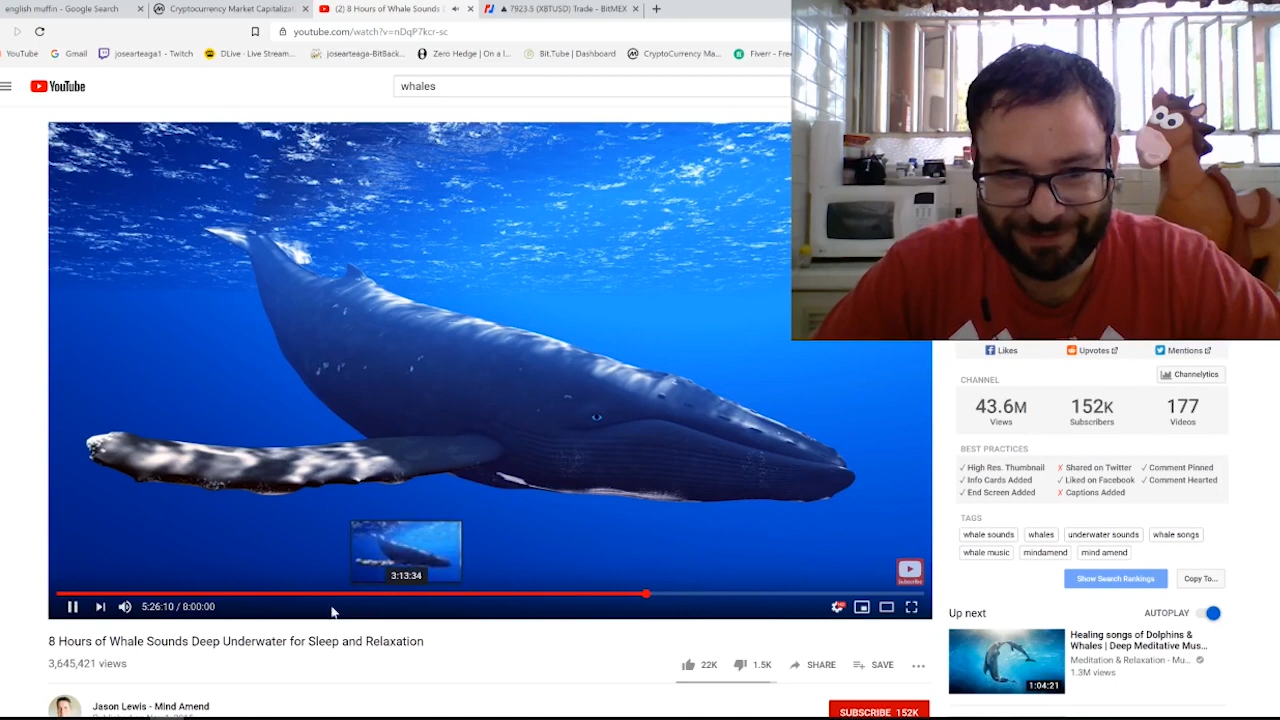 english muffin - Google Search
Cryptocurrency Market Capitalizat
(2) 8 Hours of Whale Sounds
7923.5 (XBTUSD) Trade - BitMEX
youtube.com/watch?v=nDqP7kcr-sc
YouTube
Gmail
josearteaga1 - Twitch
DLive · Live Stream...
josearteaga-BitBack...
Zero Hedge | On a l...
Bit.Tube | Dashboard
CryptoCurrency Ma...
Fiverr - Fre
YouTube
whales
3:13:34
Subscribe
5:26:10 / 8:00:00
HD
8 Hours of Whale Sounds Deep Underwater for Sleep and Relaxation
3,645,421 views
22K
1.5K
SHARE
SAVE
Jason Lewis - Mind Amend
SUBSCRIBE 152K
Likes
Upvotes
Mentions
CHANNEL
Channelytics
43.6M
152K
177
Views
Subscribers
Videos
BEST PRACTICES
✓ High Res. Thumbnail
✗ Shared on Twitter
✓ Comment Pinned
✓ Info Cards Added
✓ Liked on Facebook
✓ Comment Hearted
✓ End Screen Added
✗ Captions Added
TAGS
whale sounds
whales
underwater sounds
whale songs
whale music
mindamend
mind amend
Show Search Rankings
Copy To...
Up next
AUTOPLAY
Healing songs of Dolphins &
Whales | Deep Meditative Mus...
Meditation & Relaxation - Mu...
1.3M views
1:04:21